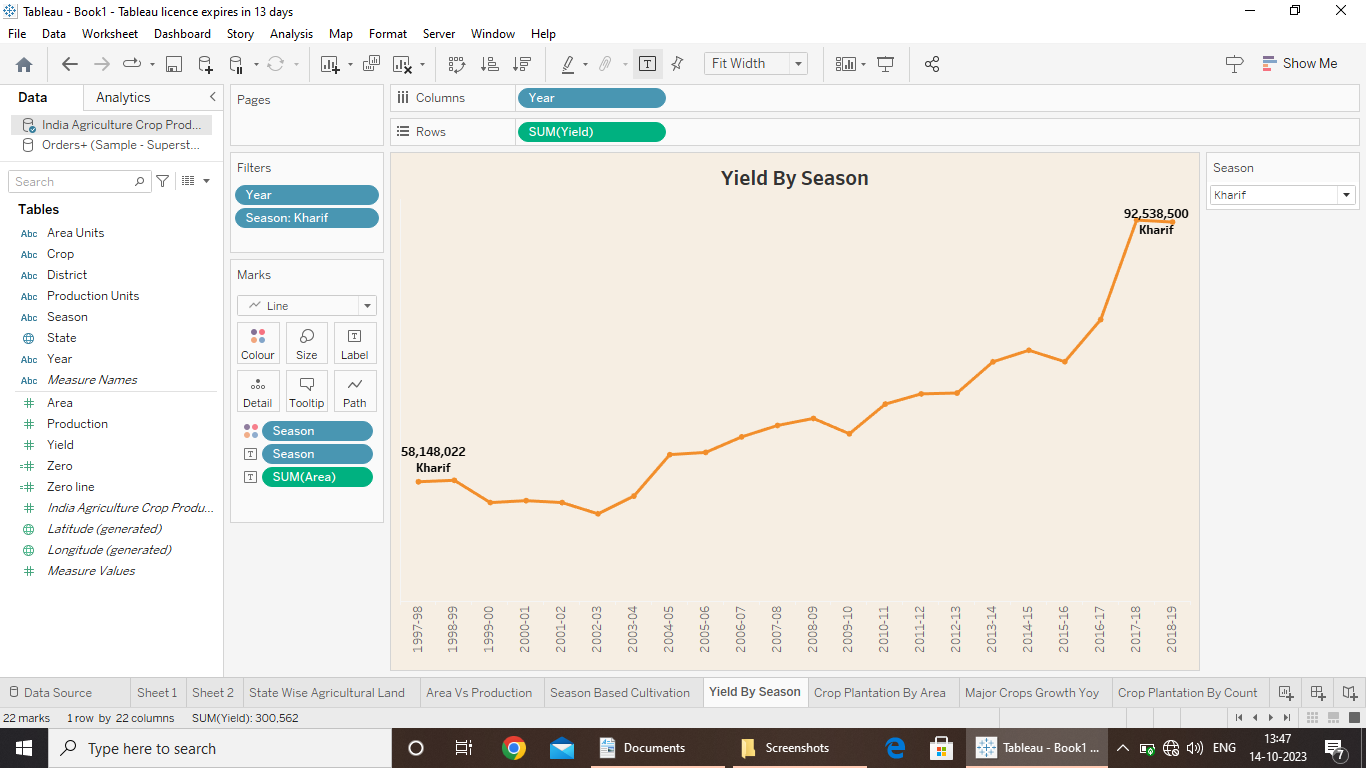 Tableau - Book1 - Tableau licence expires in 13 days
File Data Worksheet Dashboard Story Analysis Map Format Server Window Help
Fit Width
Show Me
Data Analytics
India Agriculture Crop Prod...
Orders+ (Sample - Superst...
Search
Tables
Abc Area Units
Abc Crop
Abc District
Abc Production Units
Abc Season
State
Abc Year
Abc Measure Names
Area
Production
Yield
Zero
Zero line
India Agriculture Crop Produ...
Latitude (generated)
Longitude (generated)
Measure Values
Pages
Filters
Year
Season: Kharif
Marks
Line
Colour Size Label
Detail Tooltip Path
Season
Season
SUM(Area)
Columns Year
Rows SUM(Yield)
Yield By Season
92,538,500
Kharif
58,148,022
Kharif
1997-98
1998-99
1999-00
2000-01
2001-02
2002-03
2003-04
2004-05
2005-06
2006-07
2007-08
2008-09
2009-10
2010-11
2011-12
2012-13
2013-14
2014-15
2015-16
2016-17
2017-18
2018-19
Season
Kharif
Data Source Sheet 1 Sheet 2 State Wise Agricultural Land Area Vs Production Season Based Cultivation Yield By Season Crop Plantation By Area Major Crops Growth Yoy Crop Plantation By Count
22 marks 1 row by 22 columns SUM(Yield): 300,562
Type here to search
Documents
Screenshots
Tableau - Book1 ...
ENG
13:47
14-10-2023
7